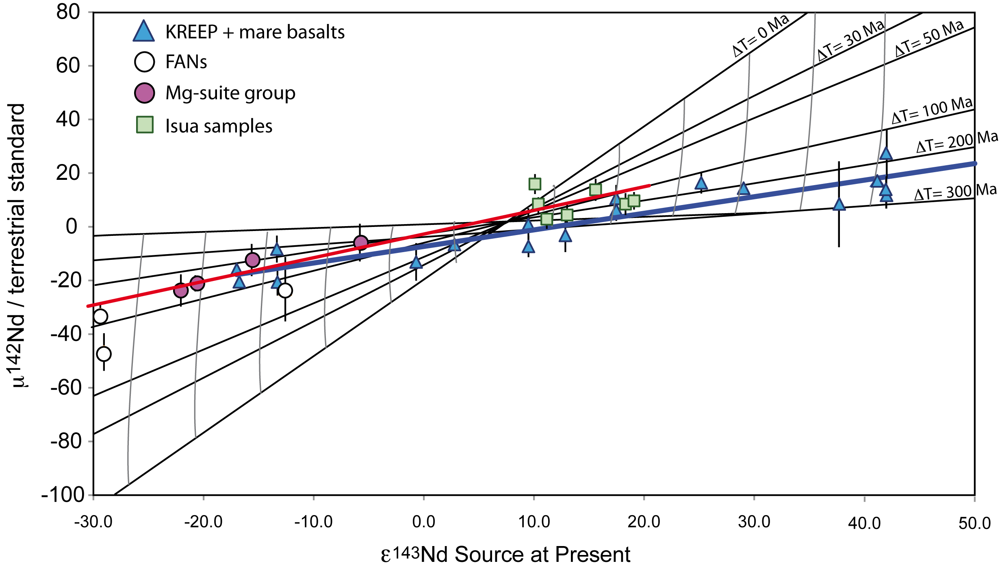 80
60
40
20
0
-20
-40
-60
-80
-100
μ142Nd / terrestrial standard
KREEP + mare basalts
FANs
Mg-suite group
Isua samples
ΔT= 0 Ma
ΔT= 30 Ma
ΔT= 50 Ma
ΔT= 100 Ma
ΔT= 200 Ma
ΔT= 300 Ma
-30.0 -20.0 -10.0 0.0 10.0 20.0 30.0 40.0 50.0
ε143Nd Source at Present